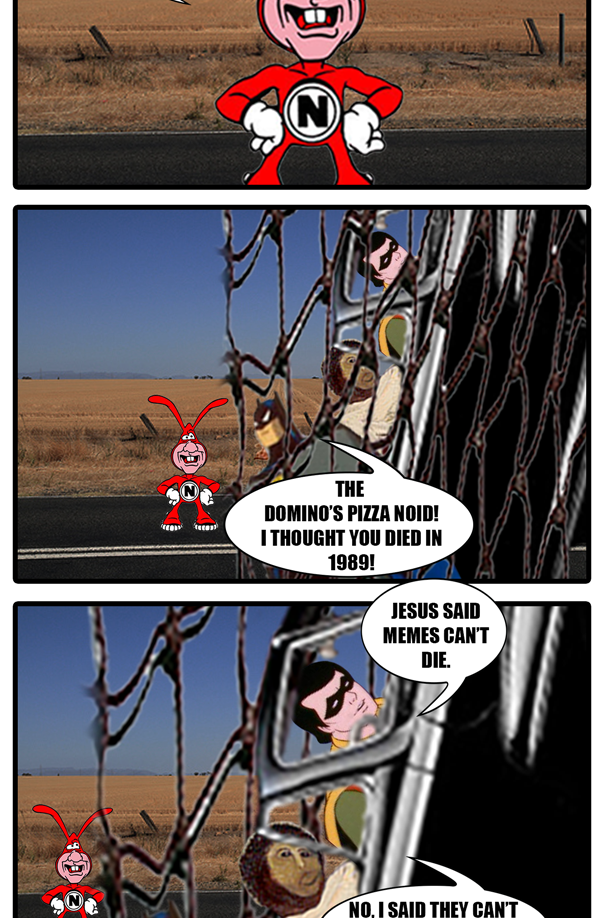 N
THE
DOMINO'S PIZZA NOID!
I THOUGHT YOU DIED IN
1989!
N
JESUS SAID
MEMES CAN'T
DIE.
N
NO, I SAID THEY CAN'T